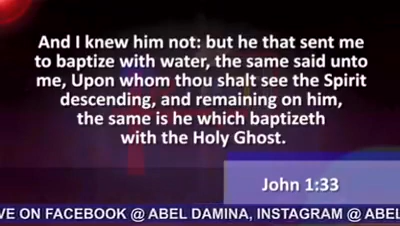 And I knew him not: but he that sent me
to baptize with water, the same said unto
me, Upon whom thou shalt see the Spirit
descending, and remaining on him,
the same is he which baptizeth
with the Holy Ghost.
John 1:33
VE ON FACEBOOK @ ABEL DAMINA, INSTAGRAM @ ABEL